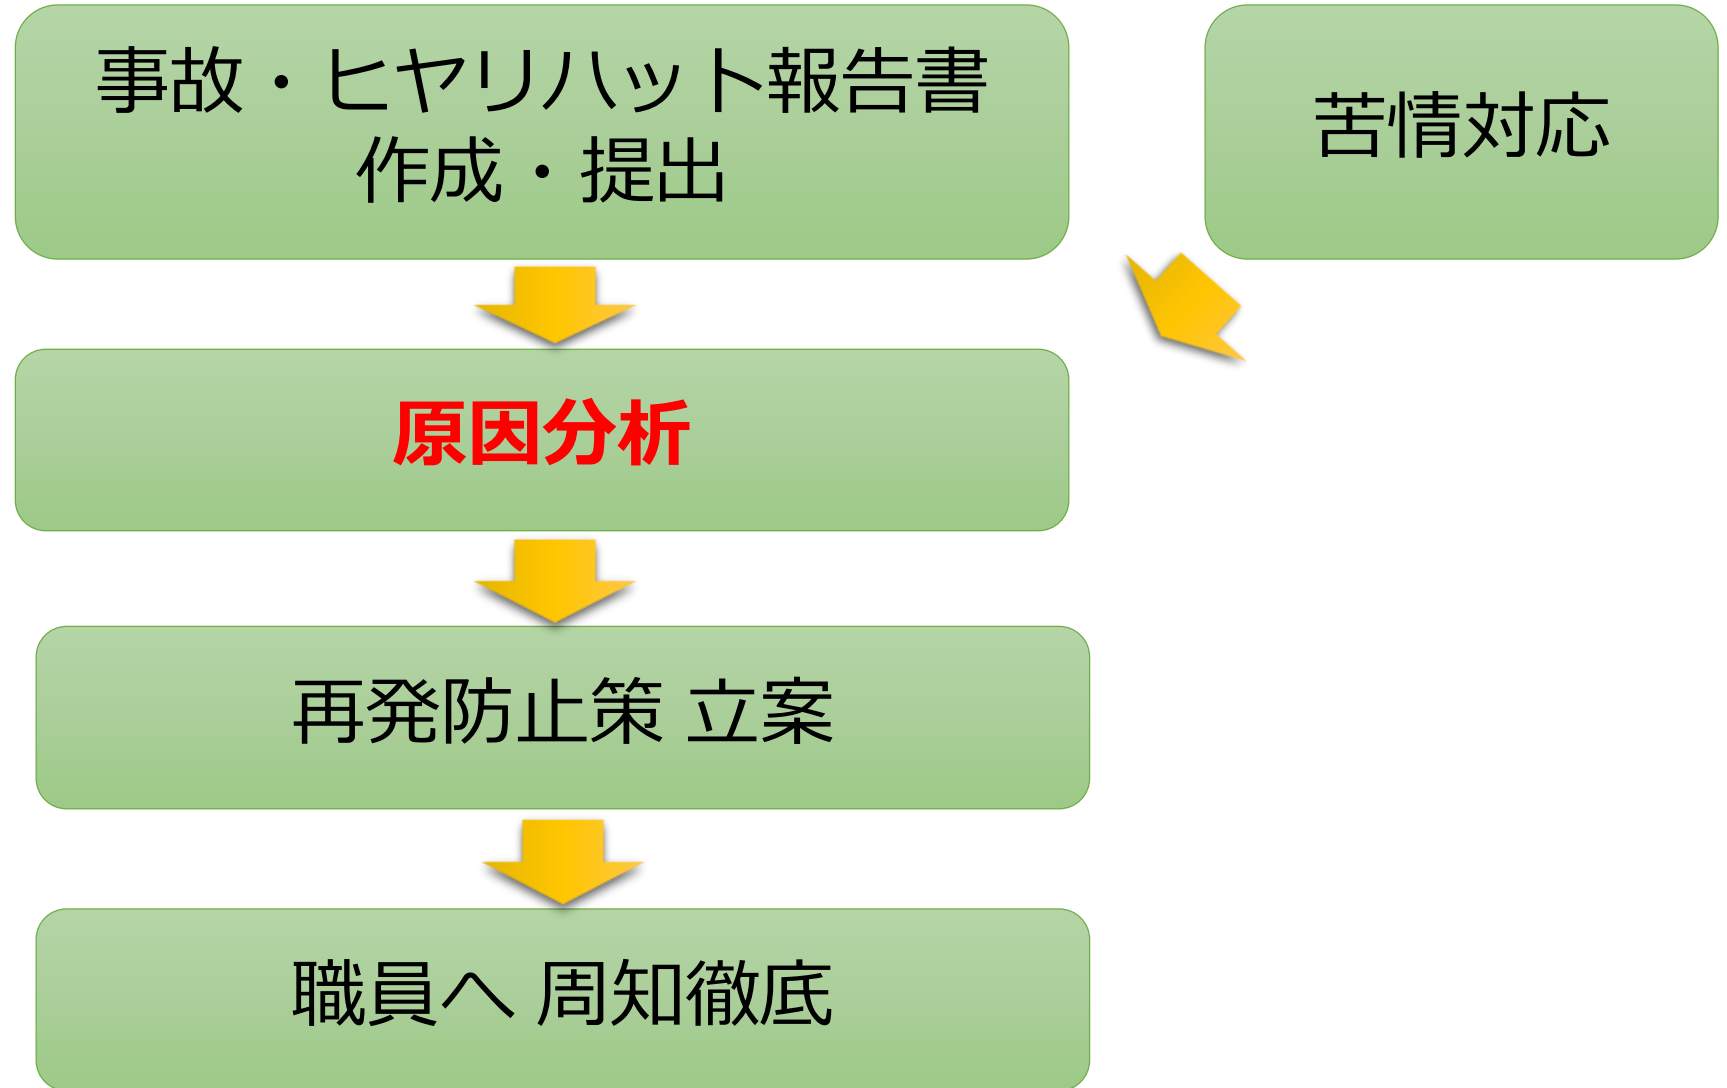 事故・ヒヤリハット報告書
作成・提出
苦情対応
原因分析
再発防止策 立案
職員へ 周知徹底